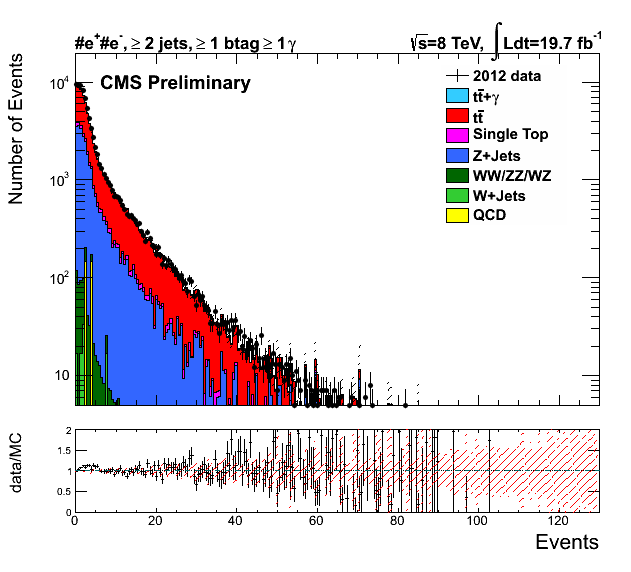 #e⁺#e⁻, ≥ 2 jets, ≥ 1 btag ≥ 1γ
√s=8 TeV, ∫Ldt=19.7 fb⁻¹
CMS Preliminary
2012 data
tt̄+γ
tt̄
Single Top
Z+Jets
WW/ZZ/WZ
W+Jets
QCD
Number of Events
10⁴
10³
10²
10
data/MC
2
1.5
1
0.5
0
0 20 40 60 80 100 120
Events